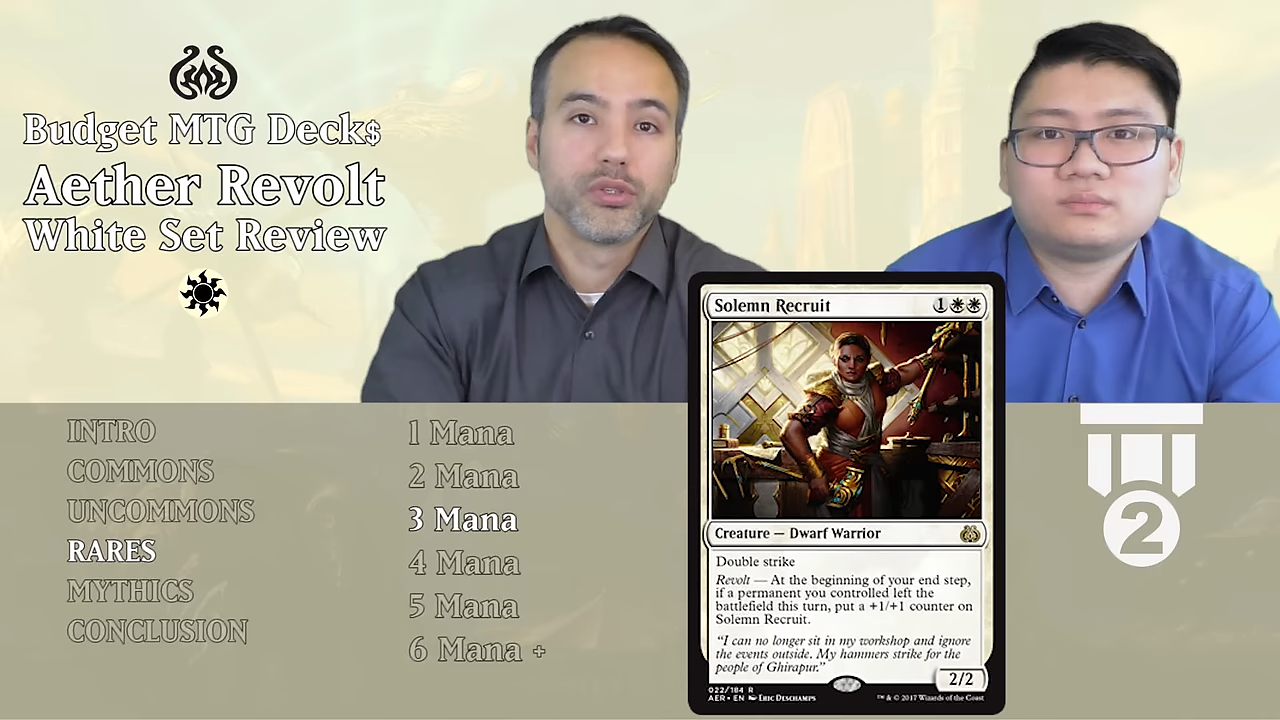 Budget MTG Deck$
Aether Revolt
White Set Review
INTRO
COMMONS
UNCOMMONS
RARES
MYTHICS
CONCLUSION
1 Mana
2 Mana
3 Mana
4 Mana
5 Mana
6 Mana +
Solemn Recruit 1
Creature — Dwarf Warrior
Double strike
Revolt — At the beginning of your end step,
if a permanent you controlled left the
battlefield this turn, put a +1/+1 counter on
Solemn Recruit.
“I can no longer sit in my workshop and ignore
the events outside. My hammers strike for the
people of Ghirapur.”
2/2
022/184 R
AER • EN Eric Deschamps
™ & © 2017 Wizards of the Coast
2